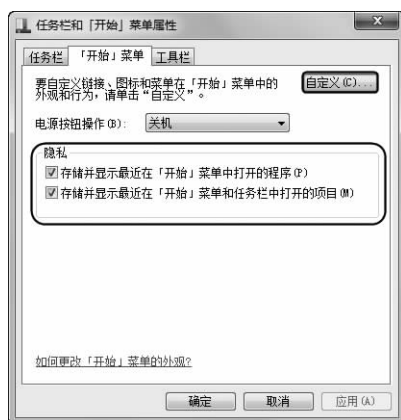 任务栏和「开始」菜单属性
任务栏 「开始」菜单 工具栏
要自定义链接、图标和菜单在「开始」菜单中的
外观和行为，请单击“自定义”。
自定义(C)...
电源按钮操作(B): 关机
隐私
存储并显示最近在「开始」菜单中打开的程序(P)
存储并显示最近在「开始」菜单和任务栏中打开的项目(M)
如何更改「开始」菜单的外观?
确定 取消 应用(A)